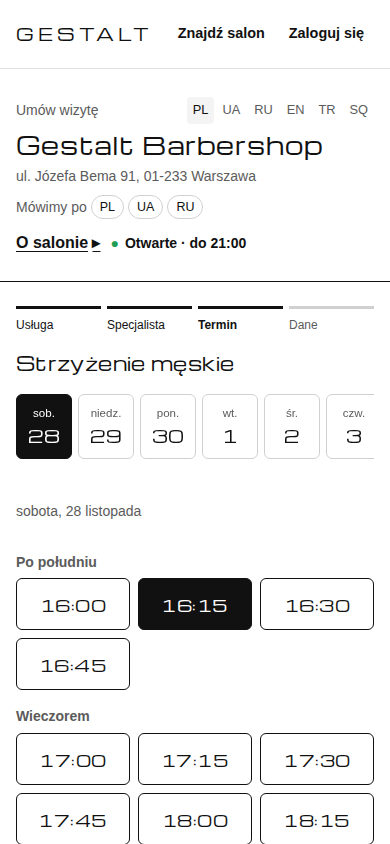 GESTALT Znajdź salon Zaloguj się
Umów wizytę PL UA RU EN TR SQ
Gestalt Barbershop
ul. Józefa Bema 91, 01-233 Warszawa
Mówimy po PL UA RU
O salonie ▸ ● Otwarte · do 21:00
Usługa Specjalista Termin Dane
Strzyżenie męskie
sob. niedz. pon. wt. śr. czw.
28 29 30 1 2 3
sobota, 28 listopada
Po południu
16:00 16:15 16:30
16:45
Wieczorem
17:00 17:15 17:30
17:45 18:00 18:15